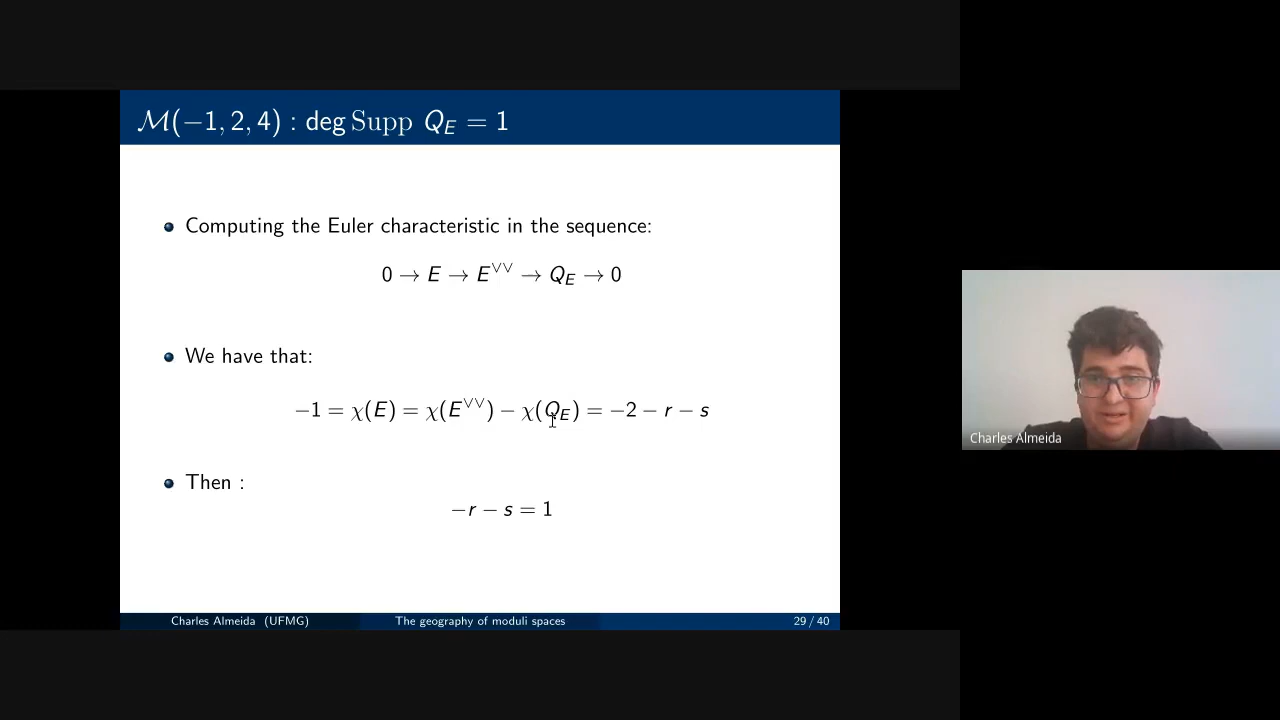 ℳ(−1, 2, 4) : deg Supp Q_E = 1
Computing the Euler characteristic in the sequence:
0 → E → E^∨∨ → Q_E → 0
We have that:
−1 = χ(E) = χ(E^∨∨) − χ(Q_E) = −2 − r − s
Then :
−r − s = 1
Charles Almeida
Charles Almeida (UFMG) The geography of moduli spaces 29 / 40